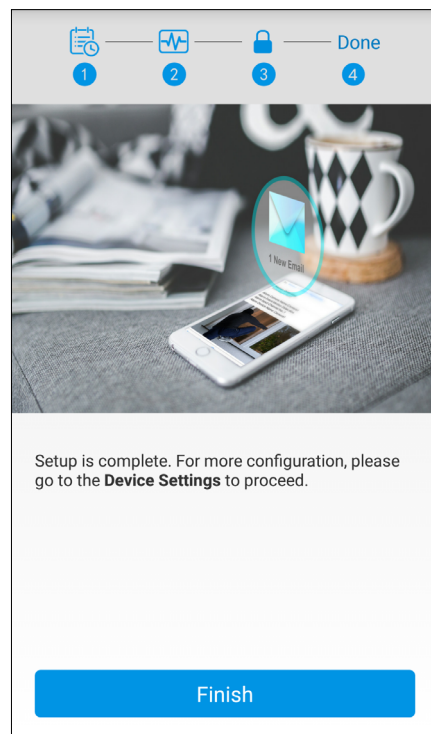 Done
1
2
3
4
1 New Email
Setup is complete. For more configuration, please
go to the Device Settings to proceed.
Finish